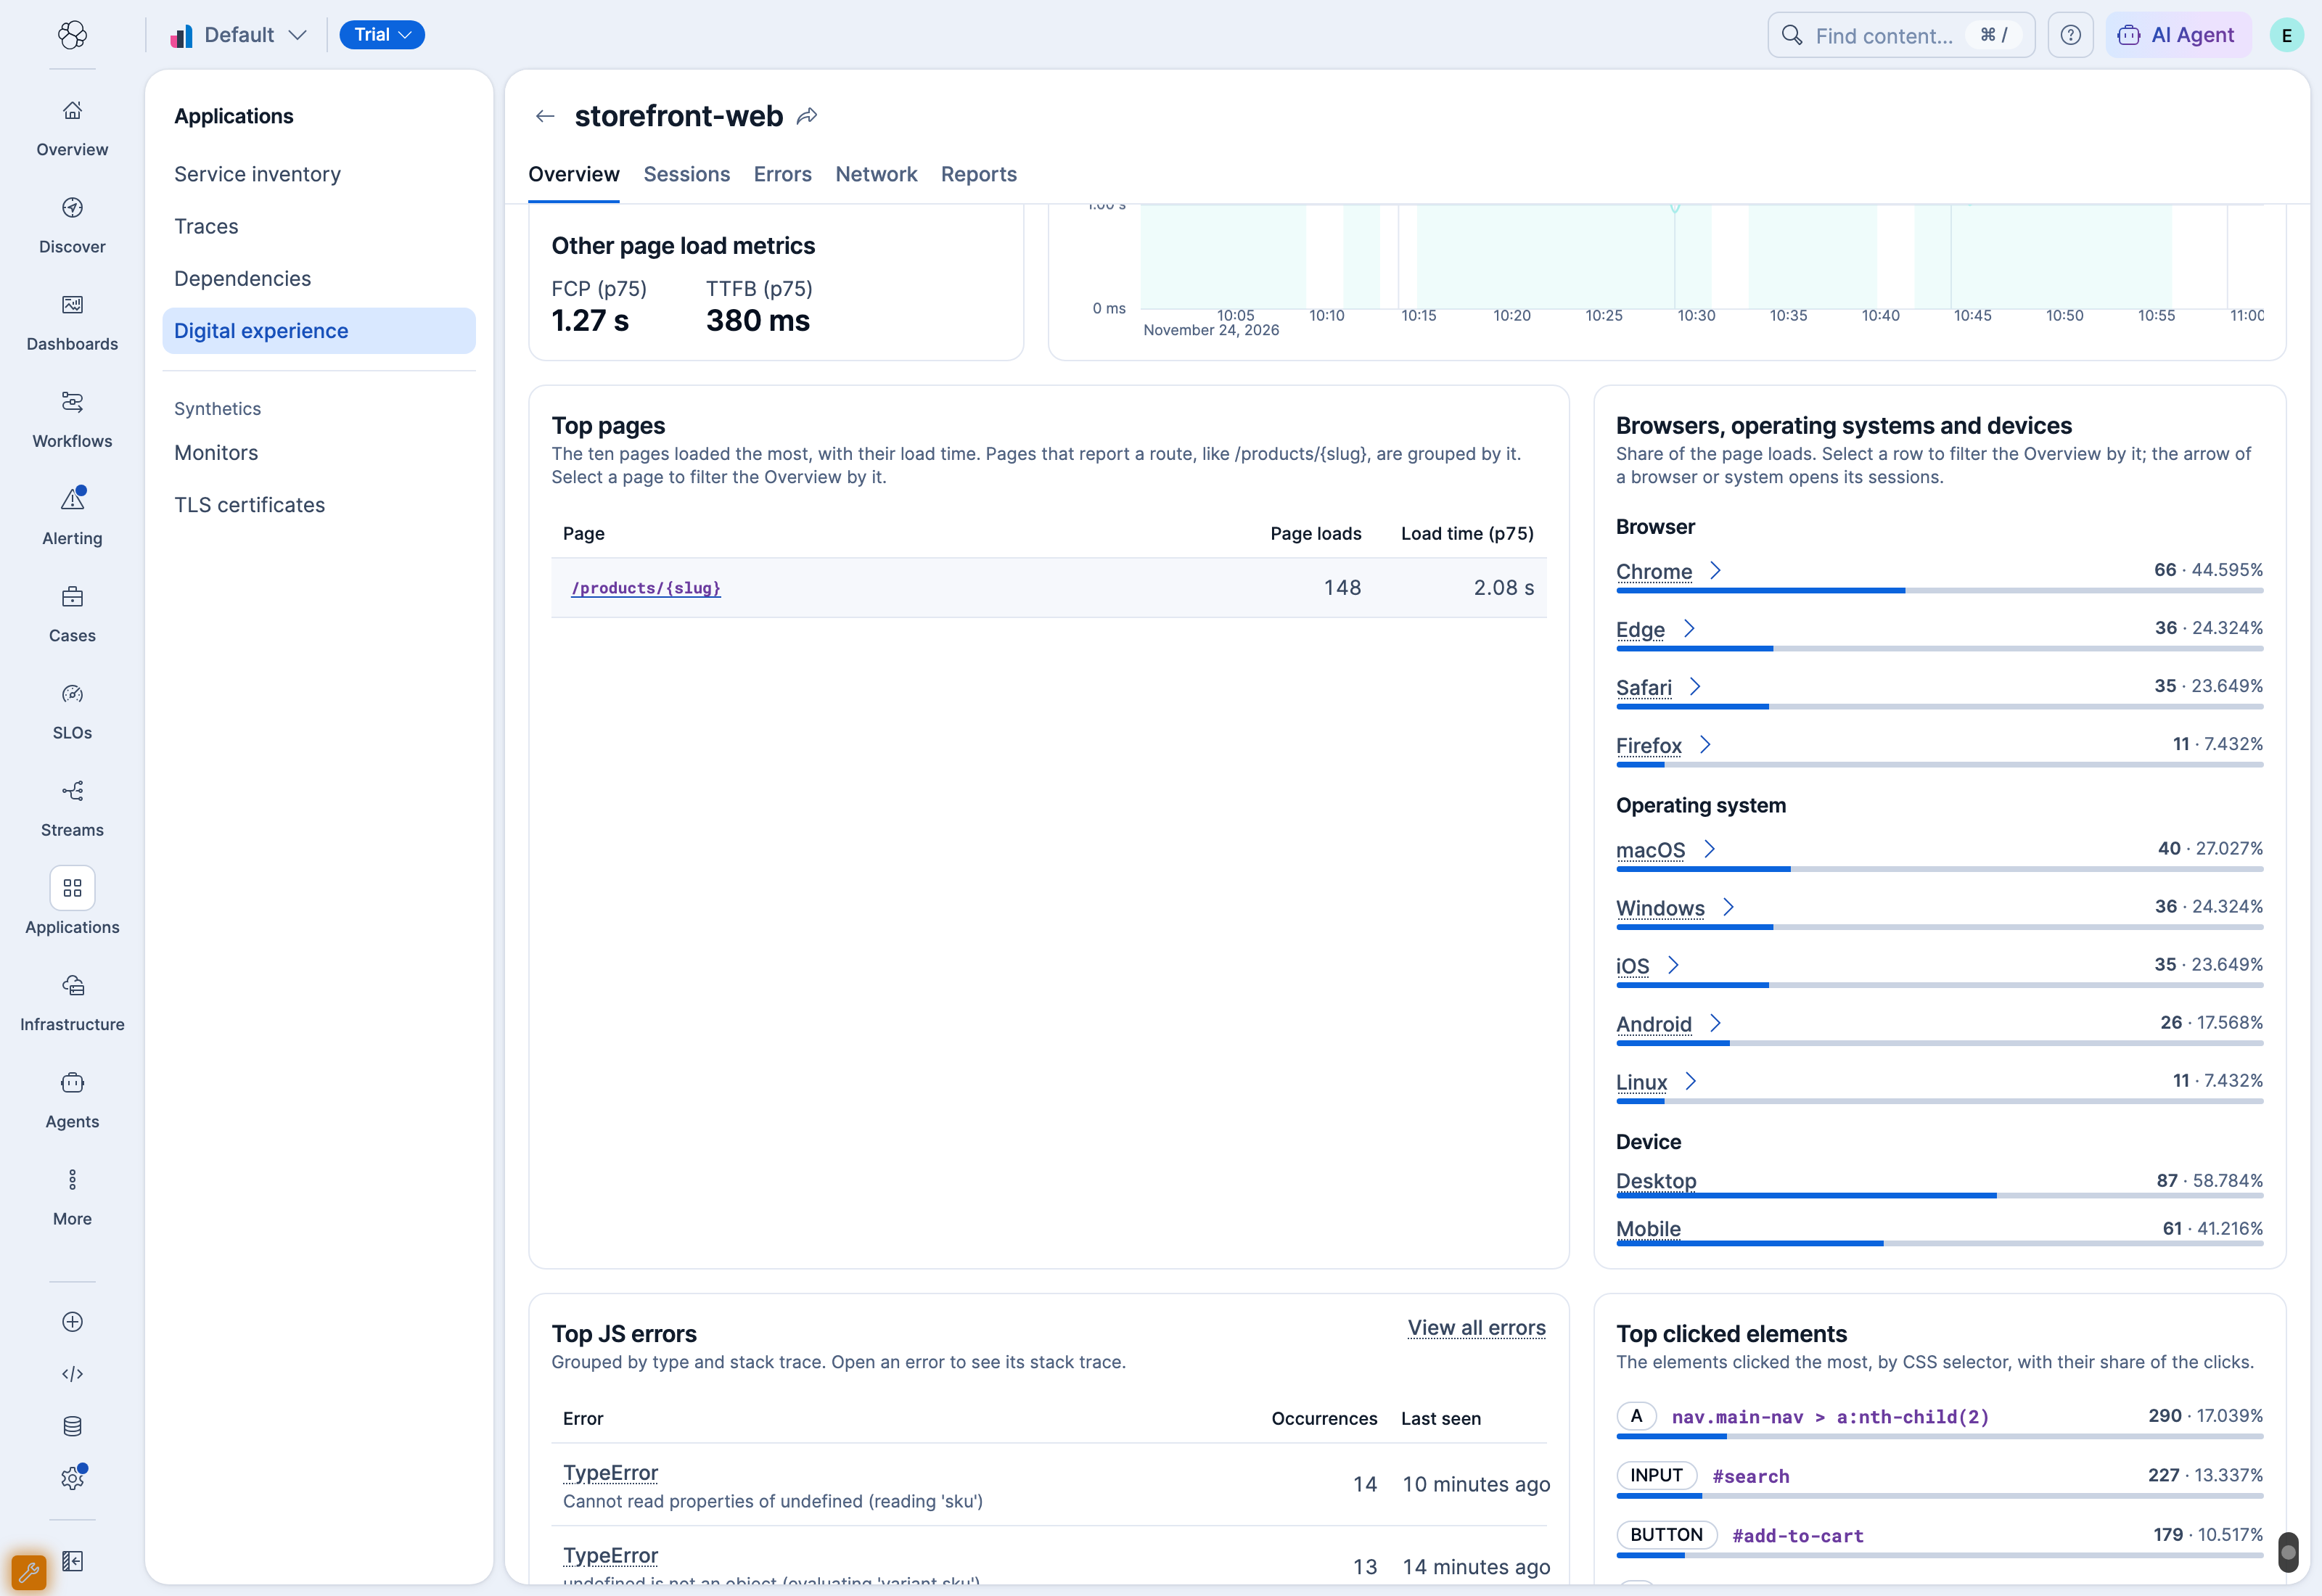 Default
Trial
Find content...
⌘ /
AI Agent
E
Overview
Discover
Dashboards
Workflows
Alerting
Cases
SLOs
Streams
Applications
Infrastructure
Agents
More
Applications
Service inventory
Traces
Dependencies
Digital experience
Synthetics
Monitors
TLS certificates
storefront-web
Overview Sessions Errors Network Reports
Other page load metrics
FCP (p75) TTFB (p75)
1.27 s 380 ms
1.00 s
0 ms
10:05 10:10 10:15 10:20 10:25 10:30 10:35 10:40 10:45 10:50 10:55 11:00
November 24, 2026
Top pages
The ten pages loaded the most, with their load time. Pages that report a route, like /products/{slug}, are grouped by it.
Select a page to filter the Overview by it.
Page Page loads Load time (p75)
/products/{slug} 148 2.08 s
Browsers, operating systems and devices
Share of the page loads. Select a row to filter the Overview by it; the arrow of
a browser or system opens its sessions.
Browser
Chrome 66 · 44.595%
Edge 36 · 24.324%
Safari 35 · 23.649%
Firefox 11 · 7.432%
Operating system
macOS 40 · 27.027%
Windows 36 · 24.324%
iOS 35 · 23.649%
Android 26 · 17.568%
Linux 11 · 7.432%
Device
Desktop 87 · 58.784%
Mobile 61 · 41.216%
Top JS errors
View all errors
Grouped by type and stack trace. Open an error to see its stack trace.
Error Occurrences Last seen
TypeError
Cannot read properties of undefined (reading 'sku')
14 10 minutes ago
TypeError
undefined is not an object (evaluating 'variant.sku')
13 14 minutes ago
Top clicked elements
The elements clicked the most, by CSS selector, with their share of the clicks.
A nav.main-nav > a:nth-child(2) 290 · 17.039%
INPUT #search 227 · 13.337%
BUTTON #add-to-cart 179 · 10.517%